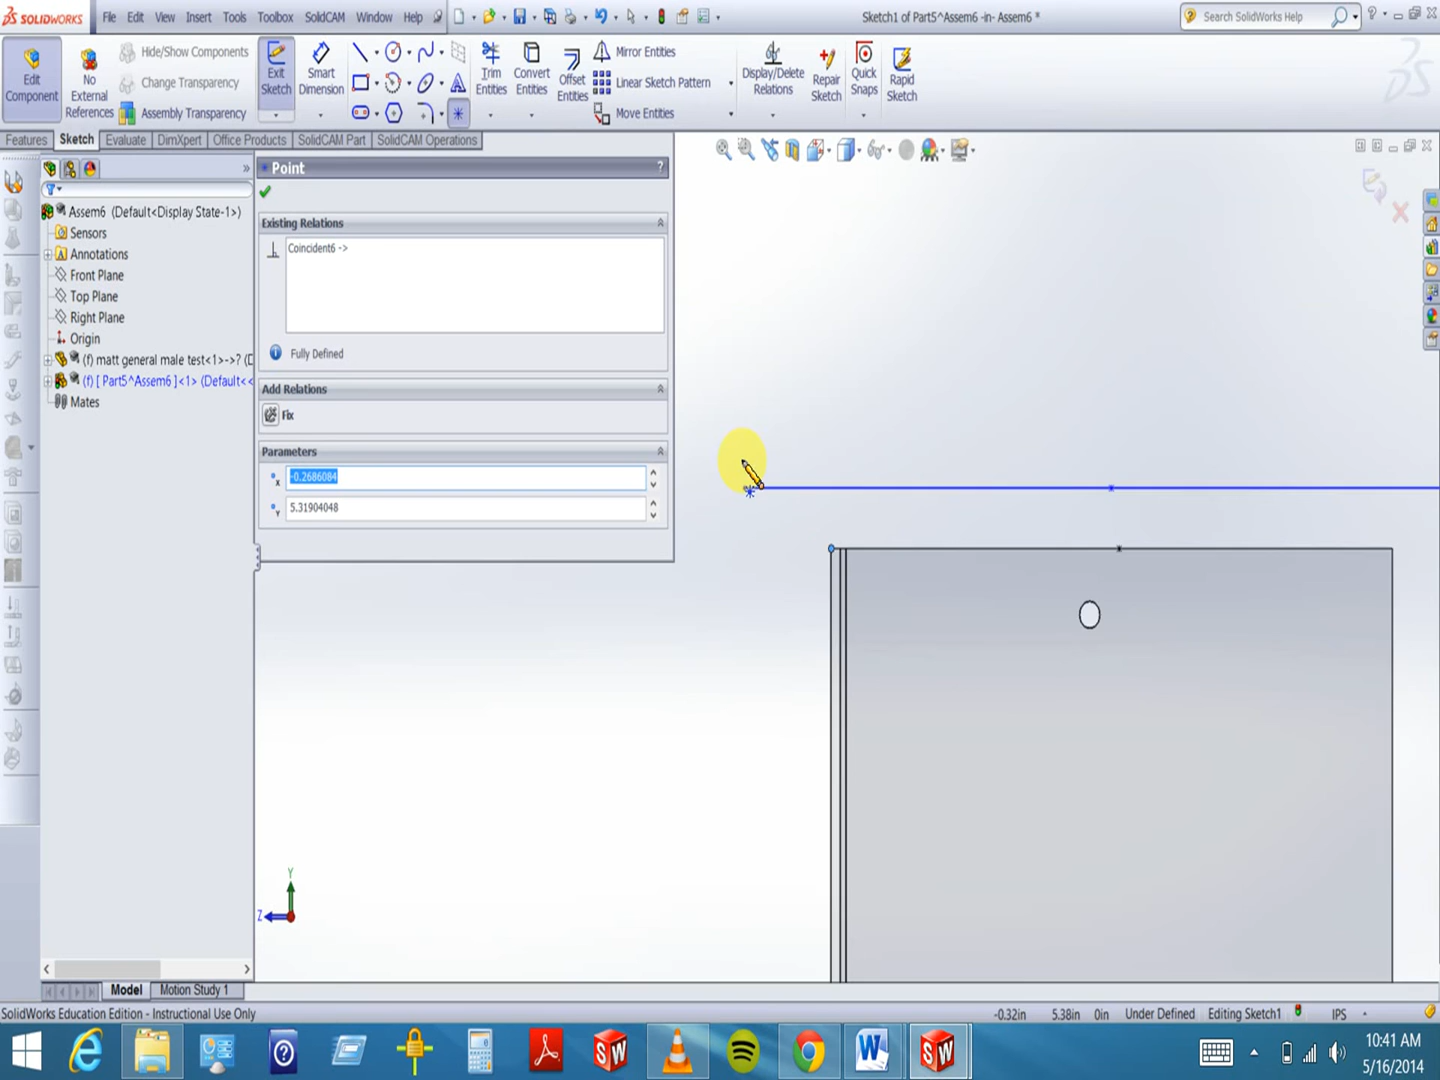 SOLIDWORKS
File Edit View Insert Tools Toolbox SolidCAM Window Help
Sketch1 of Part5^Assem6 -in- Assem6 *
Search SolidWorks Help
Edit Component
No External References
Hide/Show Components
Change Transparency
Assembly Transparency
Exit Sketch
Smart Dimension
Trim Entities
Convert Entities
Offset Entities
Mirror Entities
Linear Sketch Pattern
Move Entities
Display/Delete Relations
Repair Sketch
Quick Snaps
Rapid Sketch
Features Sketch Evaluate DimXpert Office Products SolidCAM Part SolidCAM Operations
Point ?
Existing Relations
Coincident6 ->
Fully Defined
Add Relations
Fix
Parameters
x -0.2686084
Y 5.31904048
Assem6 (Default<Display State-1>)
Sensors
Annotations
Front Plane
Top Plane
Right Plane
Origin
(f) matt general male test<1>->? (D
(f) [ Part5^Assem6 ]<1> (Default<<
Mates
Y
Z
Model Motion Study 1
SolidWorks Education Edition - Instructional Use Only
-0.32in 5.38in 0in Under Defined Editing Sketch1 IPS
10:41 AM
5/16/2014